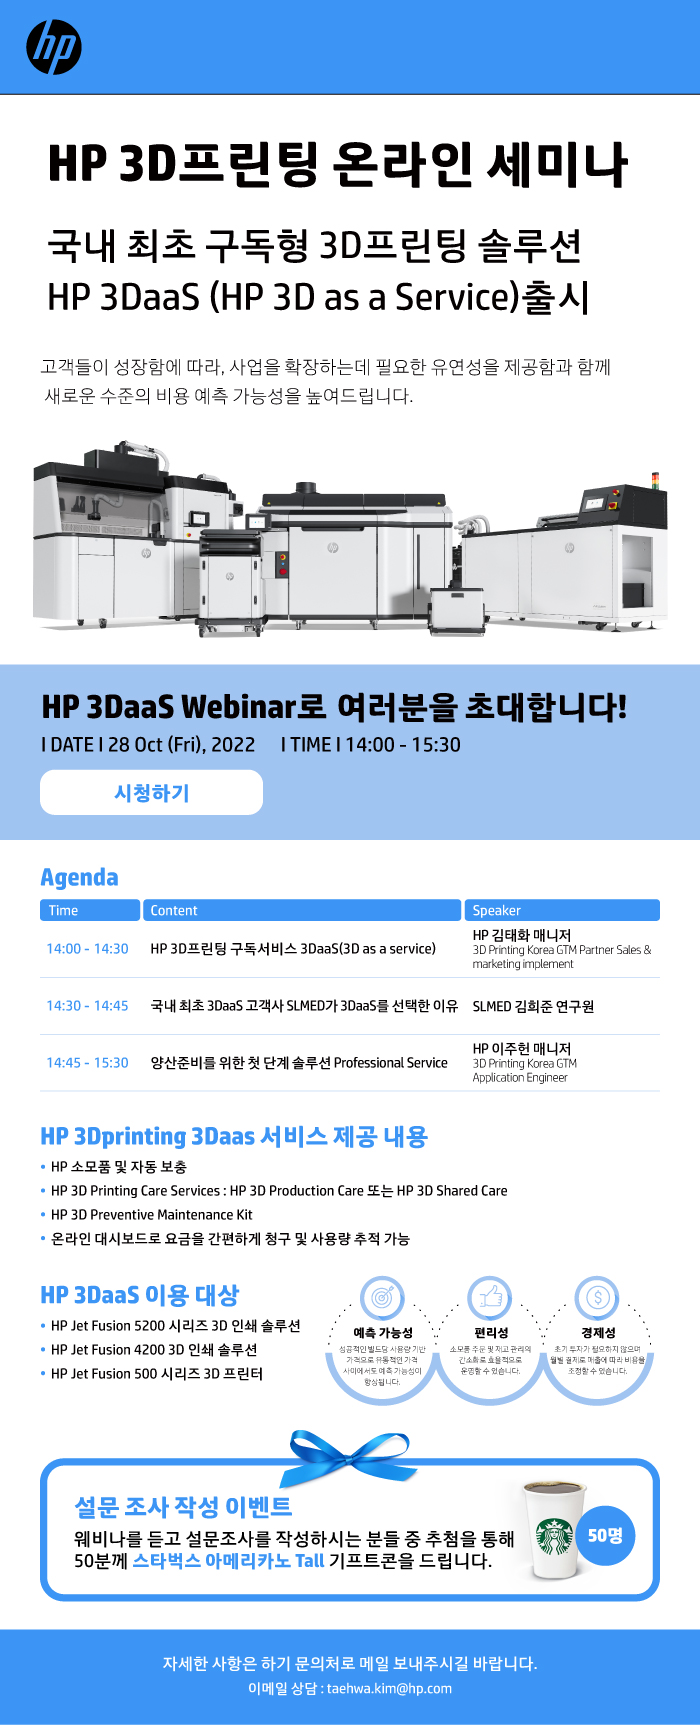 hp
HP 3D프린팅 온라인 세미나
국내 최초 구독형 3D프린팅 솔루션
HP 3DaaS (HP 3D as a Service)출시
고객들이 성장함에 따라, 사업을 확장하는데 필요한 유연성을 제공함과 함께
새로운 수준의 비용 예측 가능성을 높여드립니다.
HP 3DaaS Webinar로 여러분을 초대합니다!
I DATE I 28 Oct (Fri), 2022 I TIME I 14:00 - 15:30
시청하기
Agenda
Time Content Speaker
14:00 - 14:30 HP 3D프린팅 구독서비스 3DaaS(3D as a service) HP 김태화 매니저
3D Printing Korea GTM Partner Sales &
marketing implement
14:30 - 14:45 국내 최초 3DaaS 고객사 SLMED가 3DaaS를 선택한 이유 SLMED 김희준 연구원
14:45 - 15:30 양산준비를 위한 첫 단계 솔루션 Professional Service HP 이주헌 매니저
3D Printing Korea GTM
Application Engineer
HP 3Dprinting 3Daas 서비스 제공 내용
• HP 소모품 및 자동 보충
• HP 3D Printing Care Services : HP 3D Production Care 또는 HP 3D Shared Care
• HP 3D Preventive Maintenance Kit
• 온라인 대시보드로 요금을 간편하게 청구 및 사용량 추적 가능
HP 3DaaS 이용 대상
• HP Jet Fusion 5200 시리즈 3D 인쇄 솔루션
• HP Jet Fusion 4200 3D 인쇄 솔루션
• HP Jet Fusion 500 시리즈 3D 프린터
예측 가능성
성공적인 빌드당 사용량 기반
가격으로 유동적인 가격
사이에서도 예측 가능성이
향상됩니다.
편리성
소모품 주문 및 재고 관리의
간소화로 효율적으로
운영할 수 있습니다.
경제성
초기 투자가 필요하지 않으며
월별 결제로 매출에 따라 비용을
조정할 수 있습니다.
설문 조사 작성 이벤트
웨비나를 듣고 설문조사를 작성하시는 분들 중 추첨을 통해
50분께 스타벅스 아메리카노 Tall 기프트콘을 드립니다.
50명
자세한 사항은 하기 문의처로 메일 보내주시길 바랍니다.
이메일 상담 : taehwa.kim@hp.com